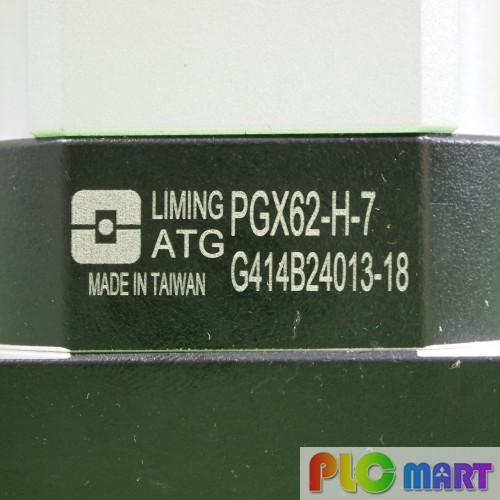 LIMING PGX62-H-7
ATG G414B24013-18
MADE IN TAIWAN
PLC MART